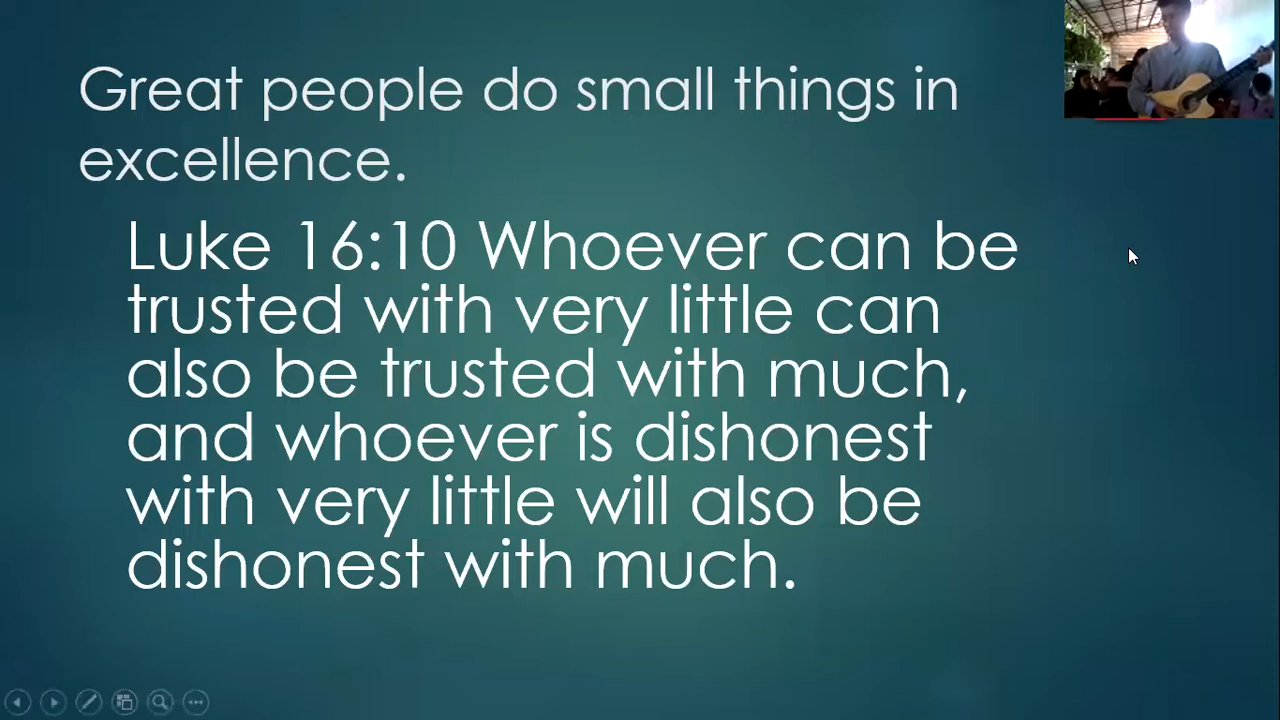 Great people do small things in
excellence.
Luke 16:10 Whoever can be
trusted with very little can
also be trusted with much,
and whoever is dishonest
with very little will also be
dishonest with much.